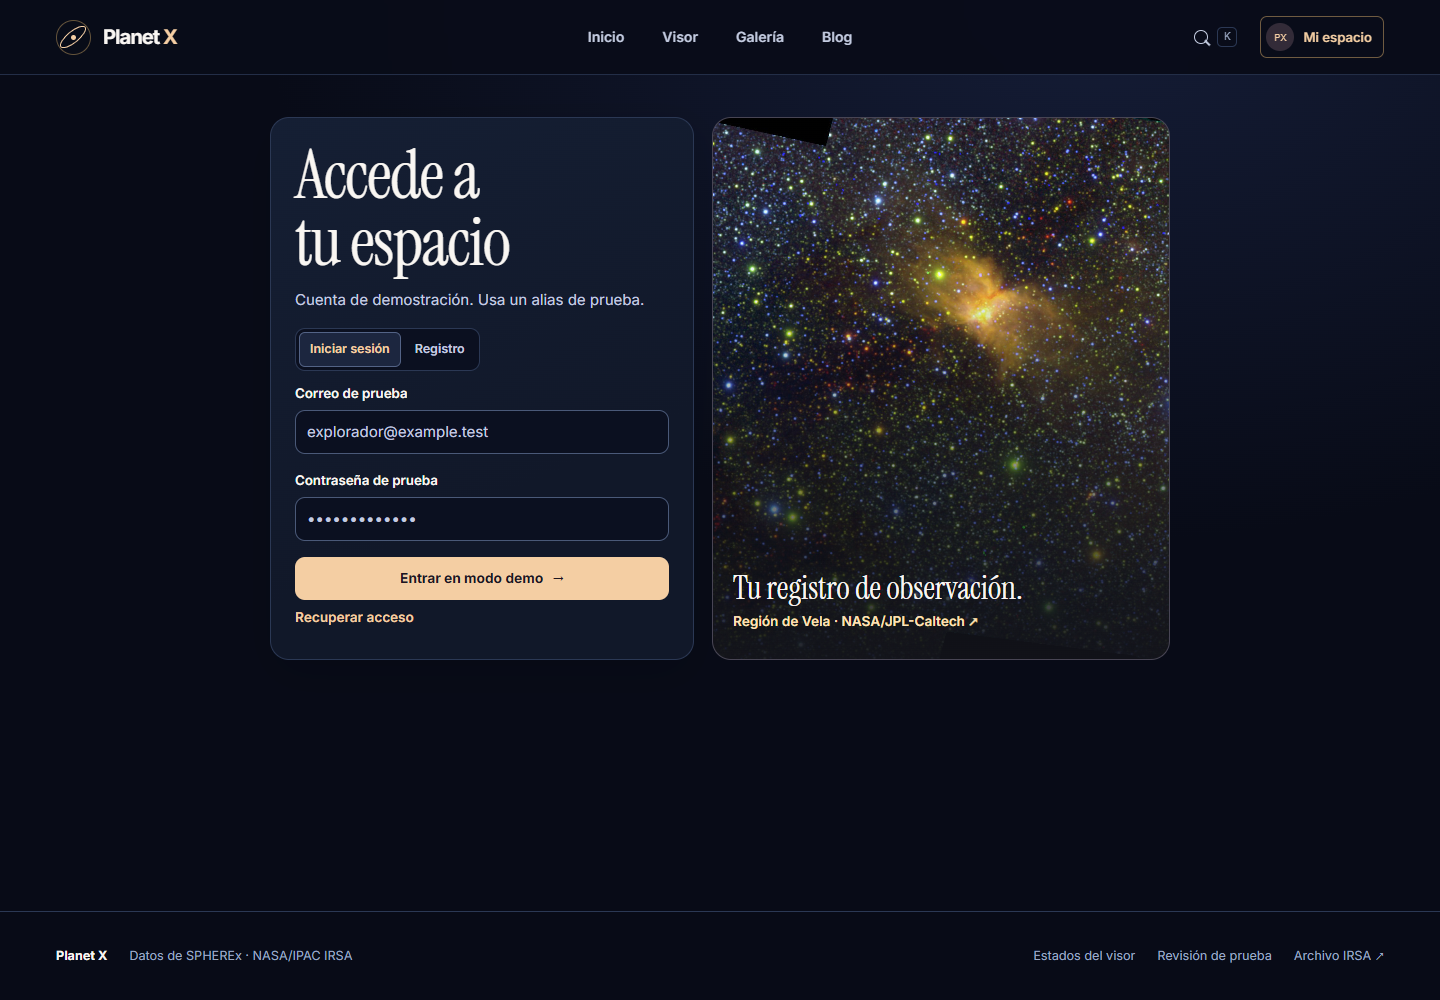 Planet X
Inicio
Visor
Galería
Blog
K
PX
Mi espacio
Accede a
tu espacio
Cuenta de demostración. Usa un alias de prueba.
Iniciar sesión
Registro
Correo de prueba
explorador@example.test
Contraseña de prueba
•••••••••••••
Entrar en modo demo →
Recuperar acceso
Tu registro de observación.
Región de Vela · NASA/JPL-Caltech ↗
Planet X
Datos de SPHEREx · NASA/IPAC IRSA
Estados del visor
Revisión de prueba
Archivo IRSA ↗